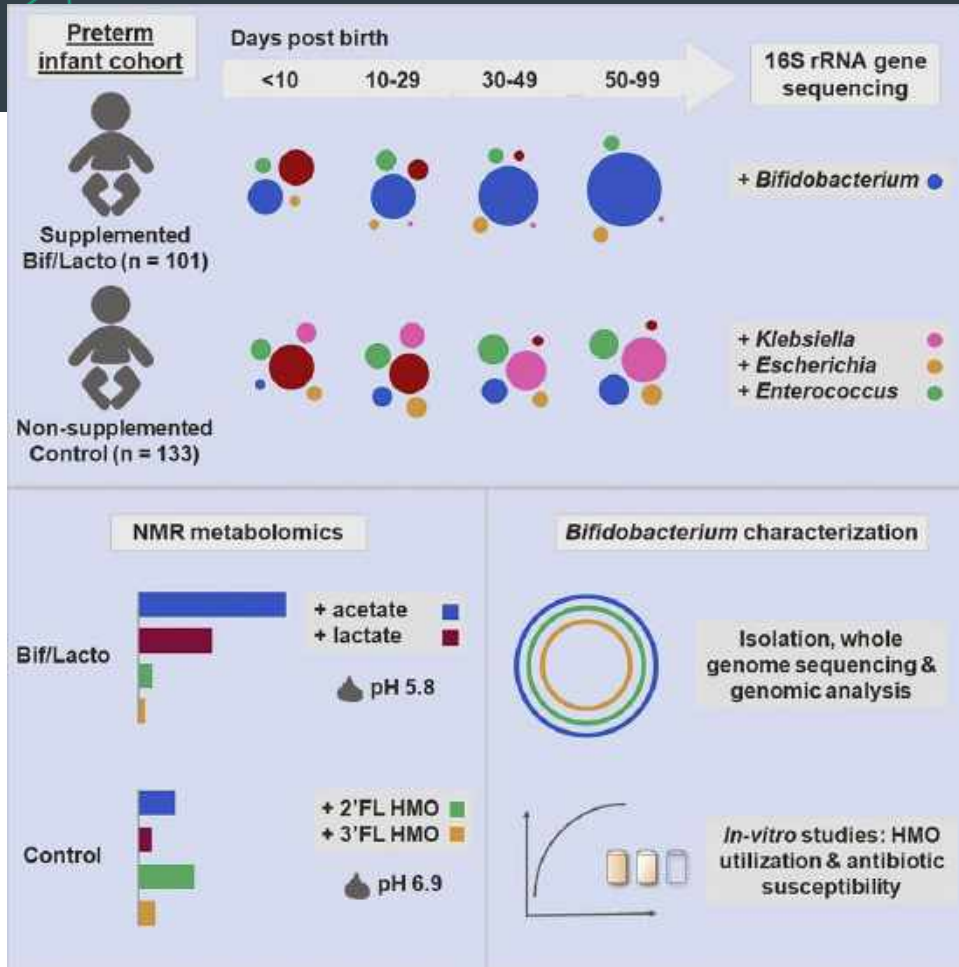 Preterm
infant cohort
Days post birth
<10 10-29 30-49 50-99
16S rRNA gene
sequencing
Supplemented
Bif/Lacto (n = 101)
+ Bifidobacterium
Non-supplemented
Control (n = 133)
+ Klebsiella
+ Escherichia
+ Enterococcus
NMR metabolomics
Bif/Lacto
+ acetate
+ lactate
pH 5.8
Control
+ 2'FL HMO
+ 3'FL HMO
pH 6.9
Bifidobacterium characterization
Isolation, whole
genome sequencing &
genomic analysis
In-vitro studies: HMO
utilization & antibiotic
susceptibility